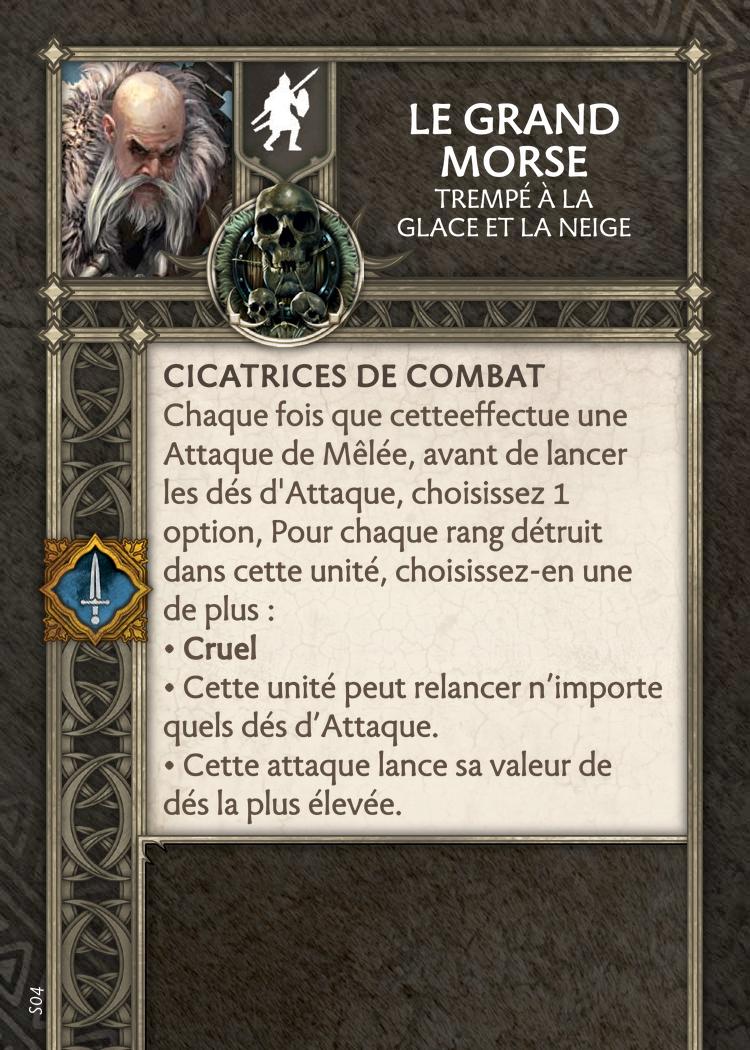 LE GRAND
MORSE
TREMPÉ À LA
GLACE ET LA NEIGE
CICATRICES DE COMBAT
Chaque fois que cetteeffectue une
Attaque de Mêlée, avant de lancer
les dés d'Attaque, choisissez 1
option, Pour chaque rang détruit
dans cette unité, choisissez-en une
de plus :
• Cruel
• Cette unité peut relancer n’importe
quels dés d’Attaque.
• Cette attaque lance sa valeur de
dés la plus élevée.
S04